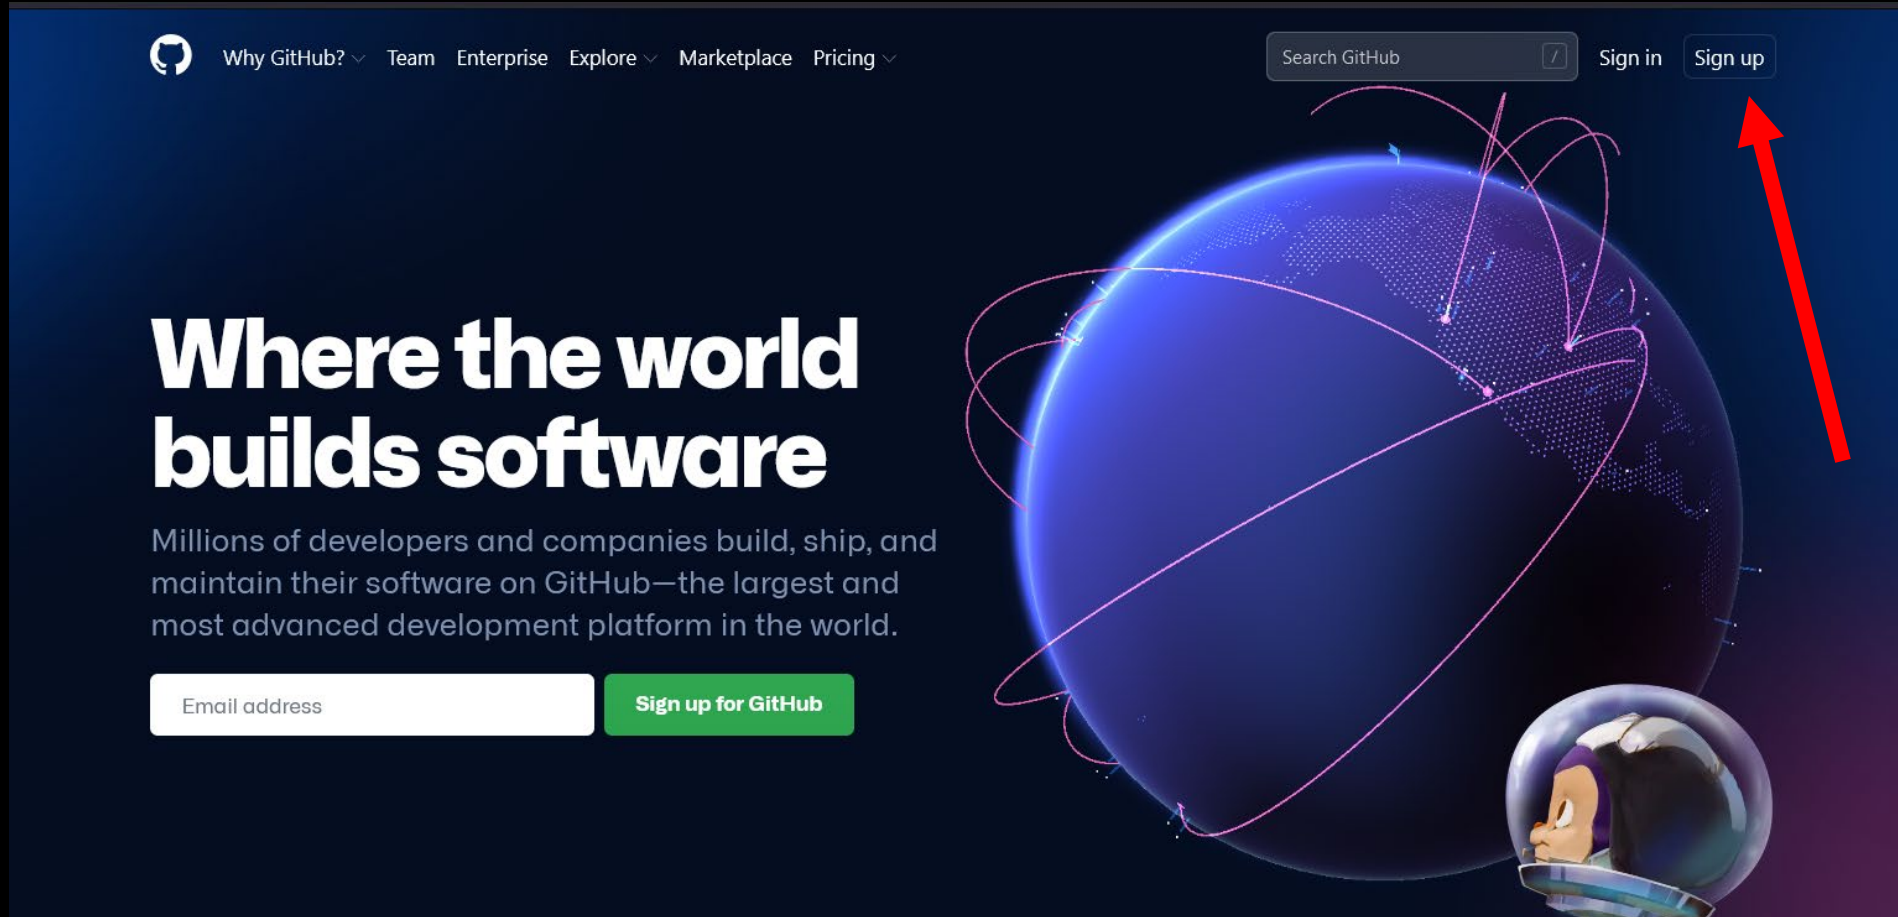 Why GitHub? Team Enterprise Explore Marketplace Pricing Search GitHub / Sign in Sign up
Where the world
builds software
Millions of developers and companies build, ship, and
maintain their software on GitHub—the largest and
most advanced development platform in the world.
Email address Sign up for GitHub